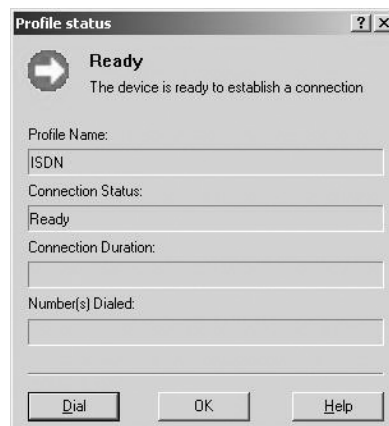 Profile status
Ready
The device is ready to establish a connection
Profile Name:
ISDN
Connection Status:
Ready
Connection Duration:
Number(s) Dialed:
Dial OK Help